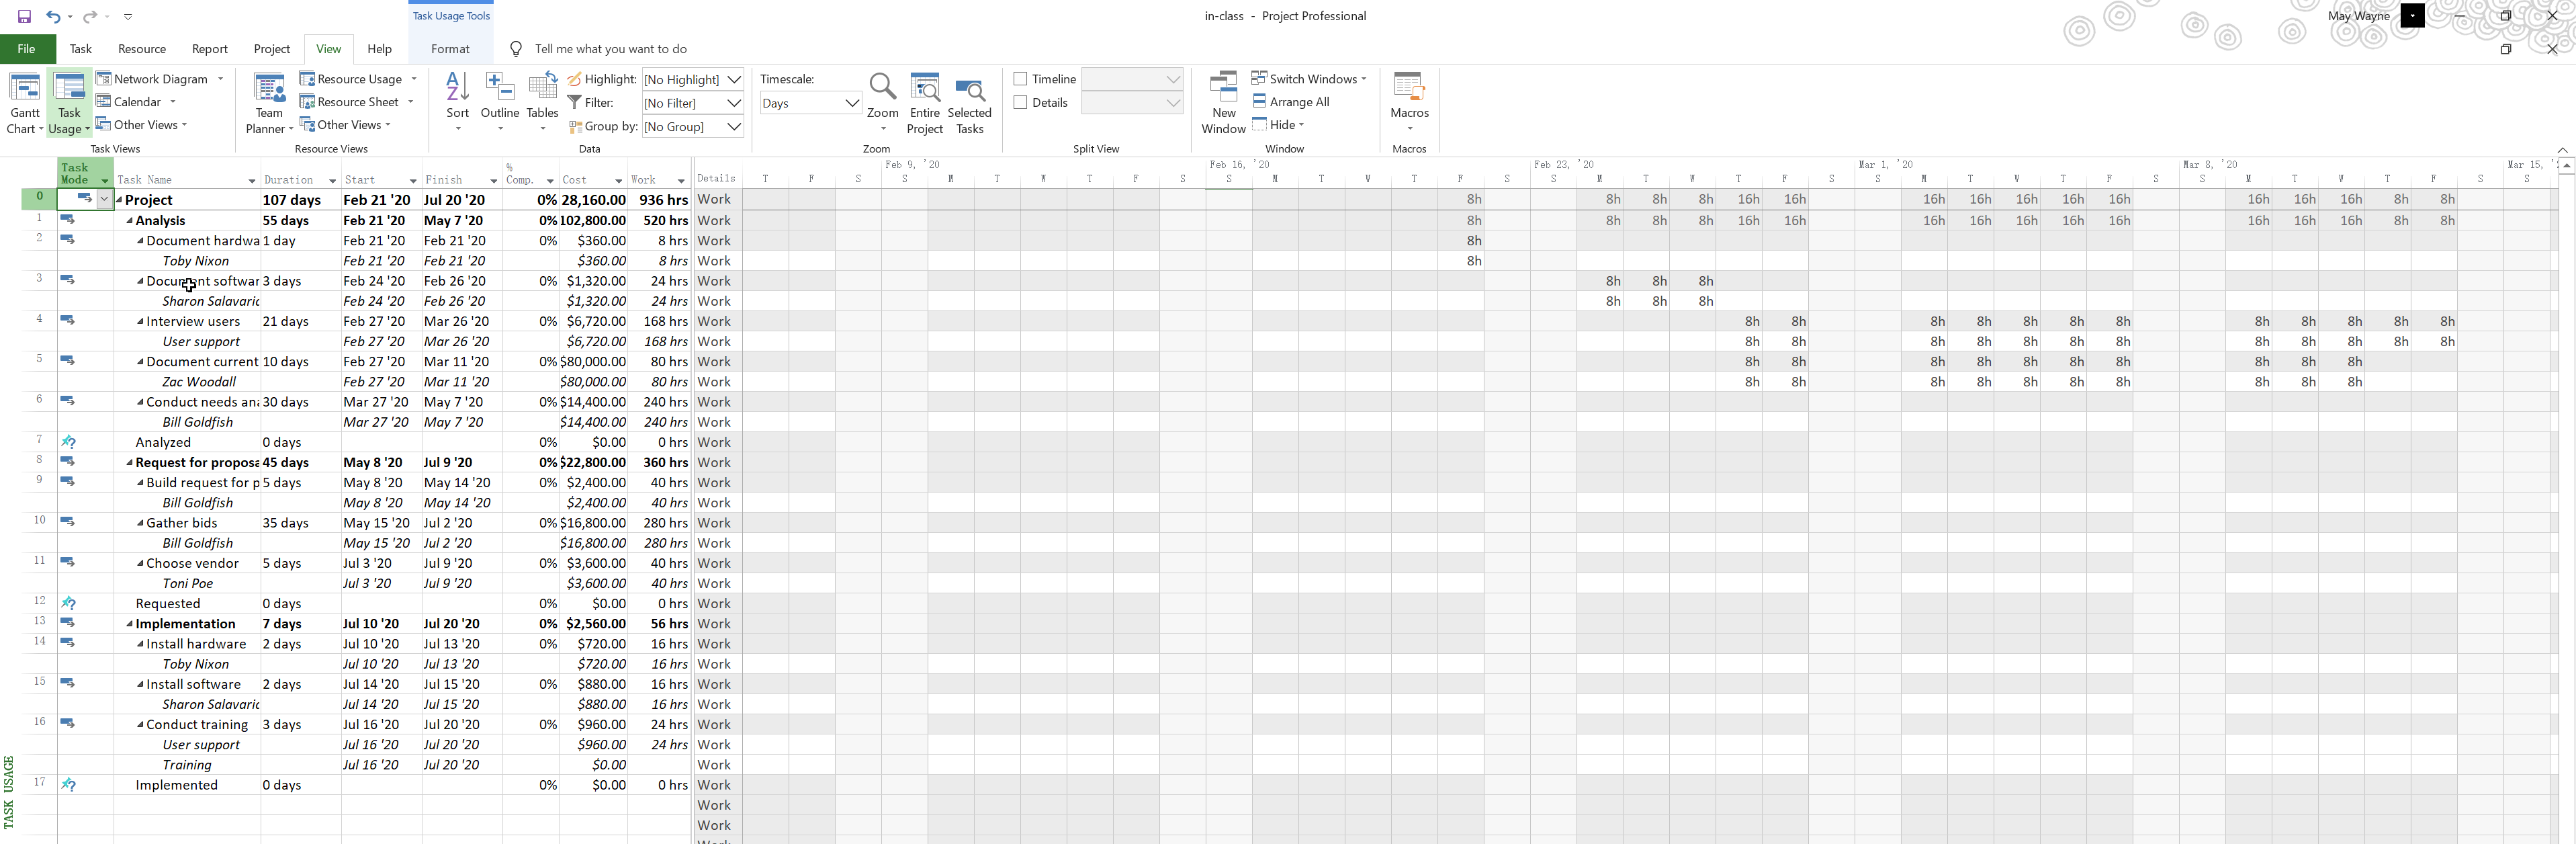 Task Usage Tools
in-class - Project Professional
May Wayne
File Task Resource Report Project View Help Format Tell me what you want to do
Gantt Chart
Task Usage
Network Diagram
Calendar
Other Views
Task Views
Team Planner
Resource Usage
Resource Sheet
Other Views
Resource Views
Sort
Outline
Tables
Highlight: [No Highlight]
Filter: [No Filter]
Group by: [No Group]
Data
Timescale:
Days
Zoom
Entire Project
Selected Tasks
Zoom
Timeline
Details
Split View
New Window
Switch Windows
Arrange All
Hide
Window
Macros
Macros
Feb 9, '20 Feb 16, '20 Feb 23, '20 Mar 1, '20 Mar 8, '20 Mar 15, '
Task Mode Task Name Duration Start Finish % Comp. Cost Work Details T F S S M T W T F S S M T W T F S S M T W T F S S M T W T F S S M T W T F S S
0 Project 107 days Feb 21 '20 Jul 20 '20 0% 28,160.00 936 hrs Work 8h 8h 8h 8h 16h 16h 16h 16h 16h 16h 16h 16h 16h 16h 8h 8h
1 Analysis 55 days Feb 21 '20 May 7 '20 0% 102,800.00 520 hrs Work 8h 8h 8h 8h 16h 16h 16h 16h 16h 16h 16h 16h 16h 16h 8h 8h
2 Document hardwa 1 day Feb 21 '20 Feb 21 '20 0% $360.00 8 hrs Work 8h
Toby Nixon Feb 21 '20 Feb 21 '20 $360.00 8 hrs Work 8h
3 Document softwar 3 days Feb 24 '20 Feb 26 '20 0% $1,320.00 24 hrs Work 8h 8h 8h
Sharon Salavaria Feb 24 '20 Feb 26 '20 $1,320.00 24 hrs Work 8h 8h 8h
4 Interview users 21 days Feb 27 '20 Mar 26 '20 0% $6,720.00 168 hrs Work 8h 8h 8h 8h 8h 8h 8h 8h 8h 8h 8h 8h
User support Feb 27 '20 Mar 26 '20 $6,720.00 168 hrs Work 8h 8h 8h 8h 8h 8h 8h 8h 8h 8h 8h 8h
5 Document current 10 days Feb 27 '20 Mar 11 '20 0% $80,000.00 80 hrs Work 8h 8h 8h 8h 8h 8h 8h 8h 8h 8h
Zac Woodall Feb 27 '20 Mar 11 '20 $80,000.00 80 hrs Work 8h 8h 8h 8h 8h 8h 8h 8h 8h 8h
6 Conduct needs ana 30 days Mar 27 '20 May 7 '20 0% $14,400.00 240 hrs Work
Bill Goldfish Mar 27 '20 May 7 '20 $14,400.00 240 hrs Work
7 Analyzed 0 days 0% $0.00 0 hrs Work
8 Request for proposa 45 days May 8 '20 Jul 9 '20 0% $22,800.00 360 hrs Work
9 Build request for p 5 days May 8 '20 May 14 '20 0% $2,400.00 40 hrs Work
Bill Goldfish May 8 '20 May 14 '20 $2,400.00 40 hrs Work
10 Gather bids 35 days May 15 '20 Jul 2 '20 0% $16,800.00 280 hrs Work
Bill Goldfish May 15 '20 Jul 2 '20 $16,800.00 280 hrs Work
11 Choose vendor 5 days Jul 3 '20 Jul 9 '20 0% $3,600.00 40 hrs Work
Toni Poe Jul 3 '20 Jul 9 '20 $3,600.00 40 hrs Work
12 Requested 0 days 0% $0.00 0 hrs Work
13 Implementation 7 days Jul 10 '20 Jul 20 '20 0% $2,560.00 56 hrs Work
14 Install hardware 2 days Jul 10 '20 Jul 13 '20 0% $720.00 16 hrs Work
Toby Nixon Jul 10 '20 Jul 13 '20 $720.00 16 hrs Work
15 Install software 2 days Jul 14 '20 Jul 15 '20 0% $880.00 16 hrs Work
Sharon Salavaria Jul 14 '20 Jul 15 '20 $880.00 16 hrs Work
16 Conduct training 3 days Jul 16 '20 Jul 20 '20 0% $960.00 24 hrs Work
User support Jul 16 '20 Jul 20 '20 $960.00 24 hrs Work
Training Jul 16 '20 Jul 20 '20 $0.00 Work
17 Implemented 0 days 0% $0.00 0 hrs Work
Work
Work
TASK USAGE